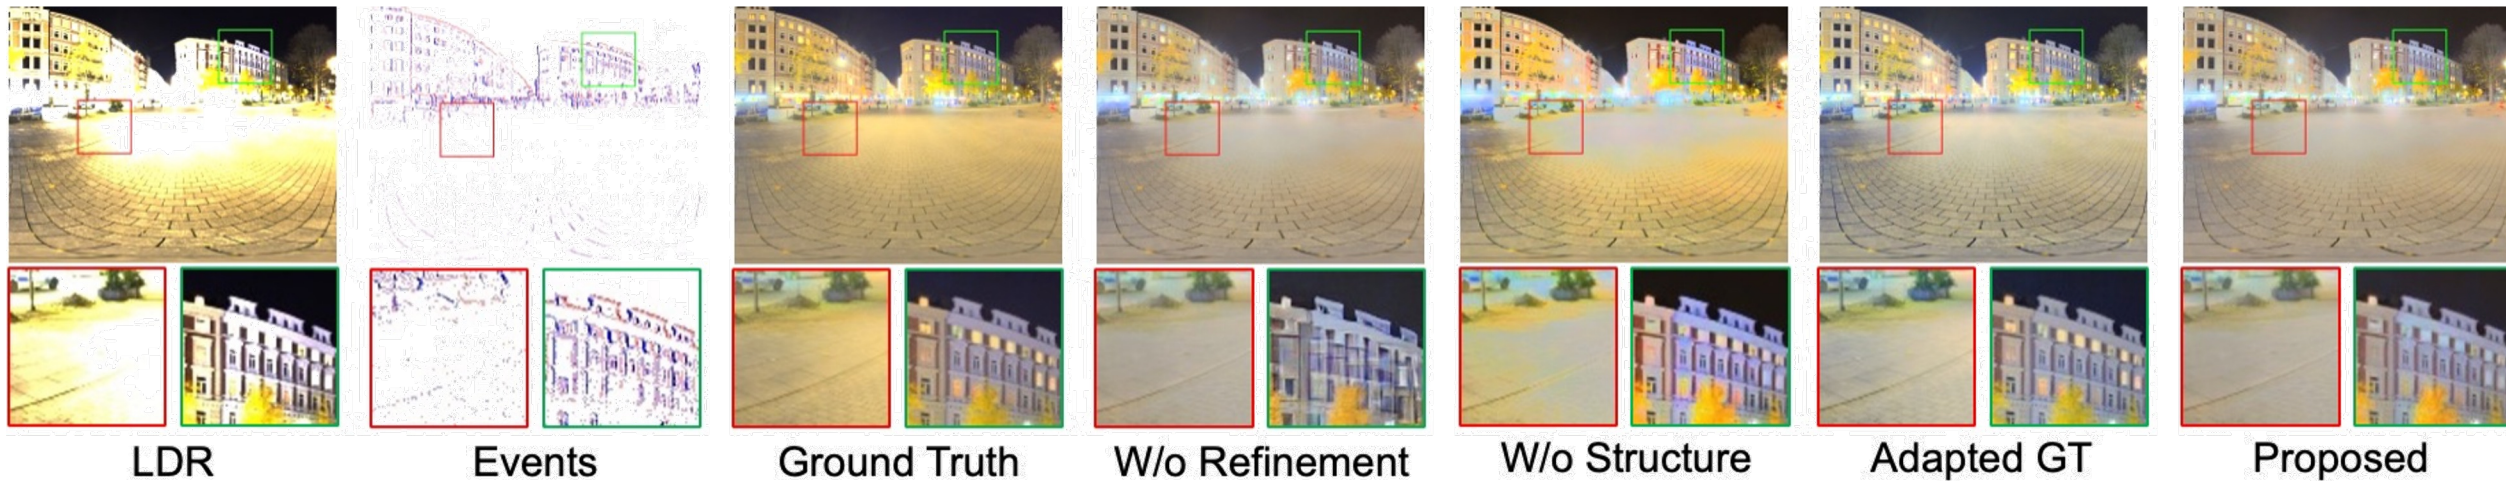 LDR Events Ground Truth W/o Refinement W/o Structure Adapted GT Proposed